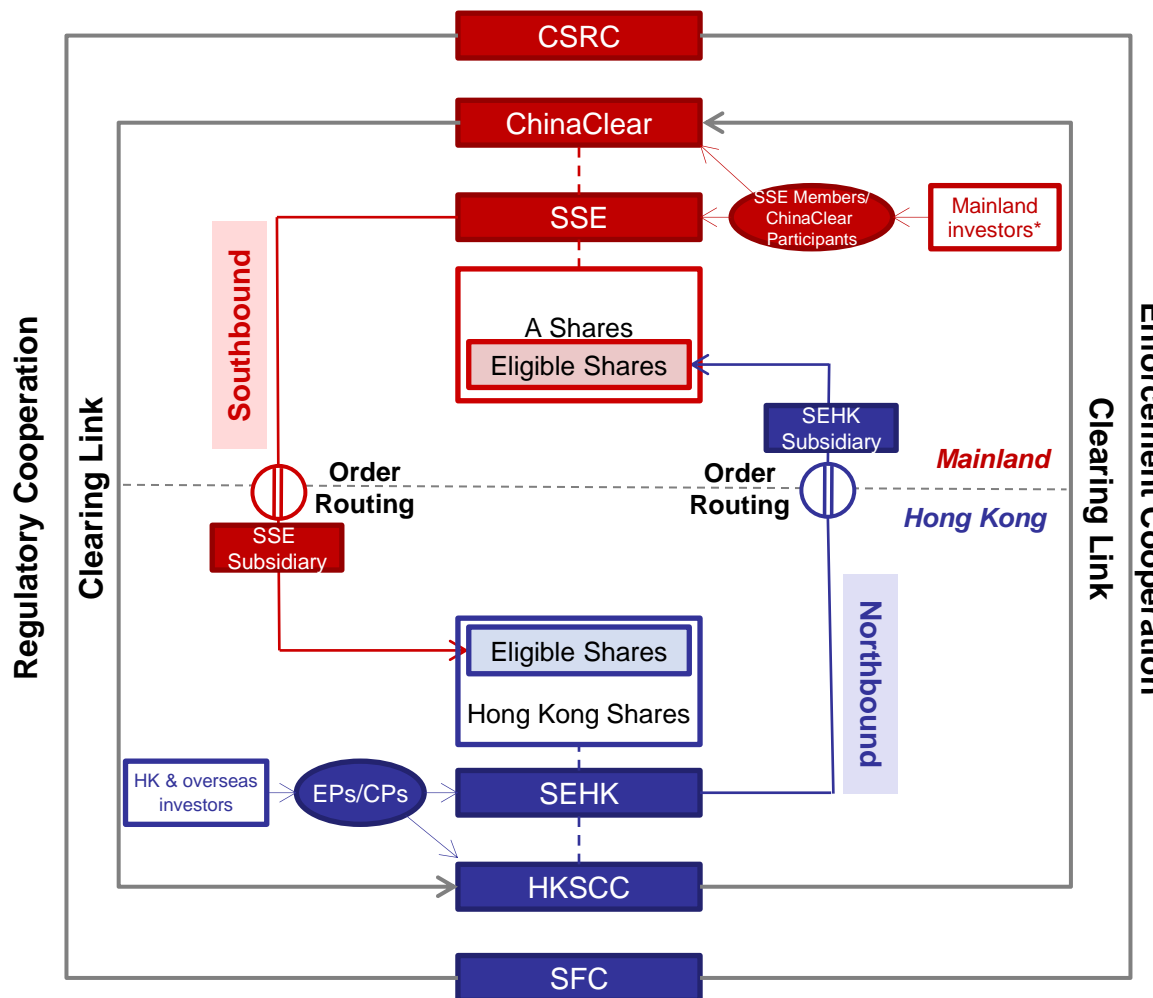 CSRC
ChinaClear
SSE
SSE Members/
ChinaClear
Participants
Mainland
investors*
Southbound
A Shares
Eligible Shares
SEHK
Subsidiary
Regulatory Cooperation
Clearing Link
Order
Routing
Order
Routing
Mainland
Hong Kong
Clearing Link
Enforcement Cooperation
SSE
Subsidiary
Northbound
Eligible Shares
Hong Kong Shares
HK & overseas
investors
EPs/CPs
SEHK
HKSCC
SFC